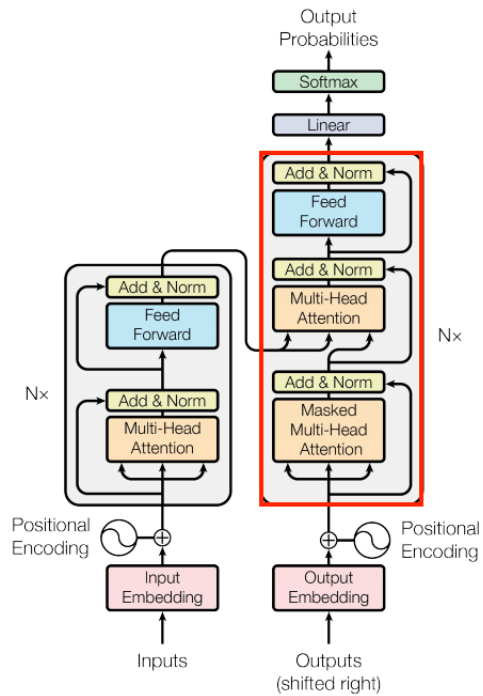 Output
Probabilities
Softmax
Linear
Add & Norm
Feed
Forward
Add & Norm
Multi-Head
Attention
Add & Norm
Masked
Multi-Head
Attention
Nx
Positional
Encoding
Output
Embedding
Outputs
(shifted right)
Add & Norm
Feed
Forward
Add & Norm
Multi-Head
Attention
Nx
Positional
Encoding
Input
Embedding
Inputs